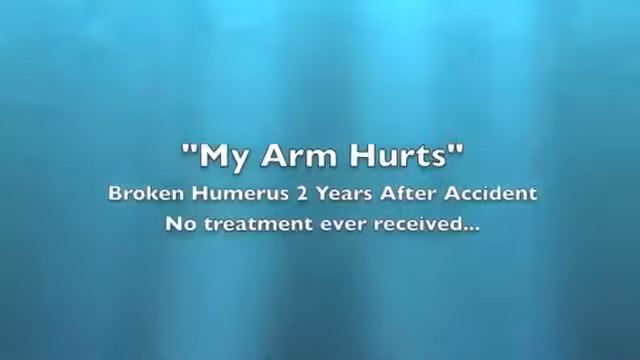 "My Arm Hurts"
Broken Humerus 2 Years After Accident
No treatment ever received...